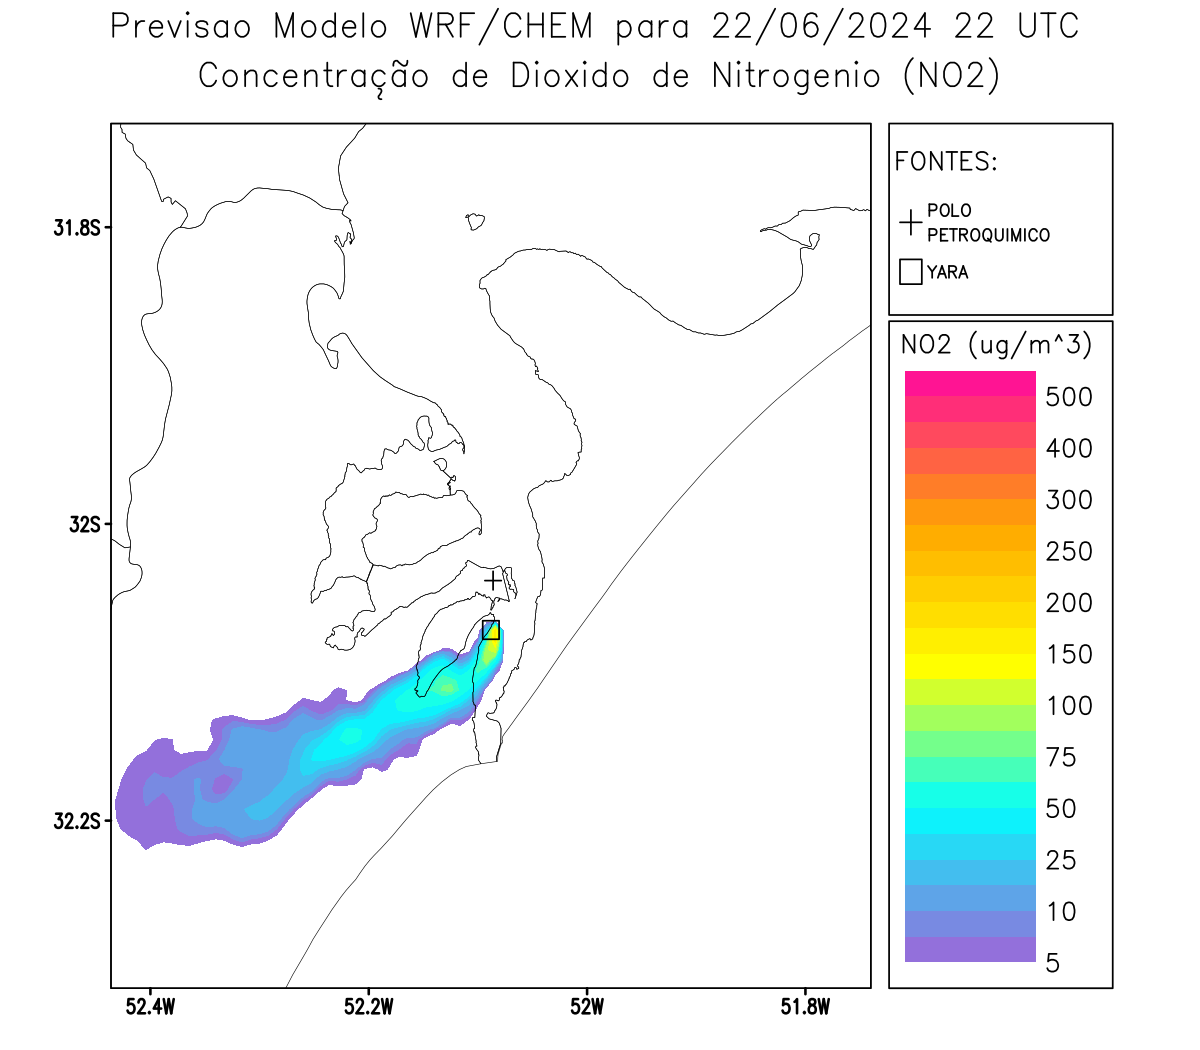 Previsao Modelo WRF/CHEM para 22/06/2024 22 UTC
Concentração de Dioxido de Nitrogenio (NO2)
FONTES:
POLO
PETROQUIMICO
YARA
NO2 (ug/m^3)
500
400
300
250
200
150
100
75
50
25
10
5
31.8S
32S
32.2S
52.4W
52.2W
52W
51.8W